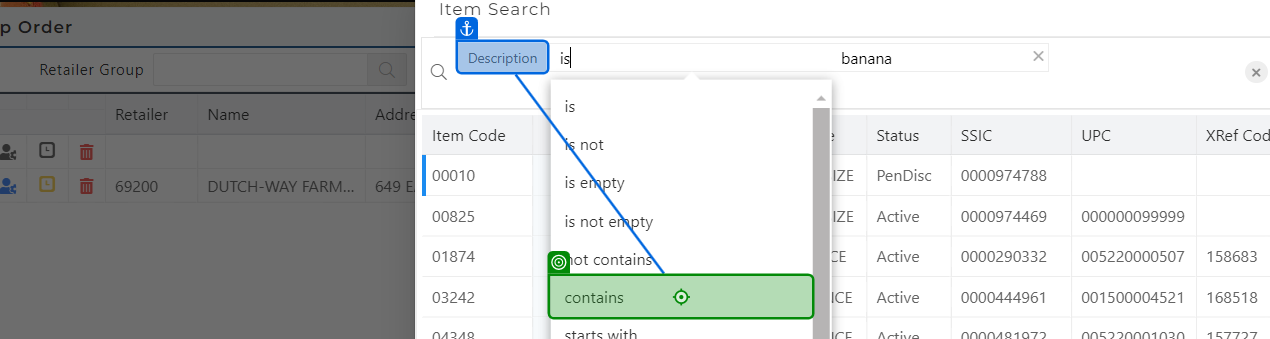 Item Search
p Order
Description is banana
Retailer Group
is
Retailer Name Addre
Item Code Status SSIC UPC XRef Cod
is not
00010 IZE PenDisc 0000974788
is empty
69200 DUTCH-WAY FARM... 649 E
00825 IZE Active 0000974469 000000099999
is not empty
01874 CE Active 0000290332 005220000507 158683
not contains
03242 NCE Active 0000444961 001500004521 168518
contains
04348 Active 0000481972 005220001030 157727
starts with